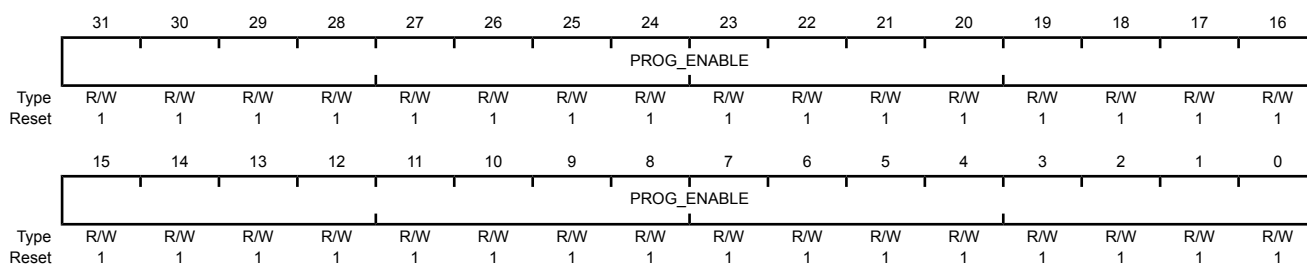 31 30 29 28 27 26 25 24 23 22 21 20 19 18 17 16
PROG_ENABLE
Type R/W R/W R/W R/W R/W R/W R/W R/W R/W R/W R/W R/W R/W R/W R/W R/W
Reset 1 1 1 1 1 1 1 1 1 1 1 1 1 1 1 1
15 14 13 12 11 10 9 8 7 6 5 4 3 2 1 0
PROG_ENABLE
Type R/W R/W R/W R/W R/W R/W R/W R/W R/W R/W R/W R/W R/W R/W R/W R/W
Reset 1 1 1 1 1 1 1 1 1 1 1 1 1 1 1 1